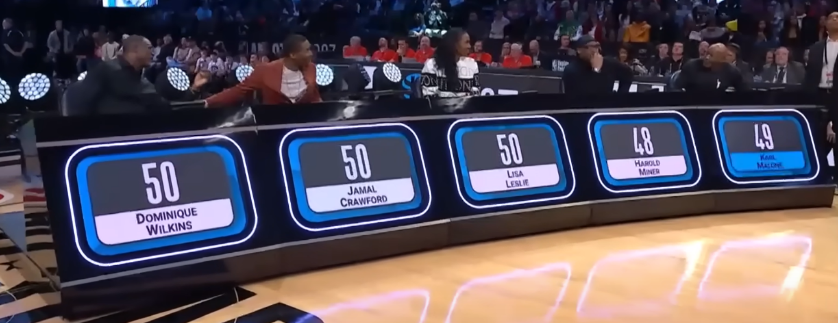 50
DOMINIQUE
WILKINS
50
JAMAL
CRAWFORD
50
LISA
LESLIE
48
HAROLD
MINER
49
KARL
MALONE